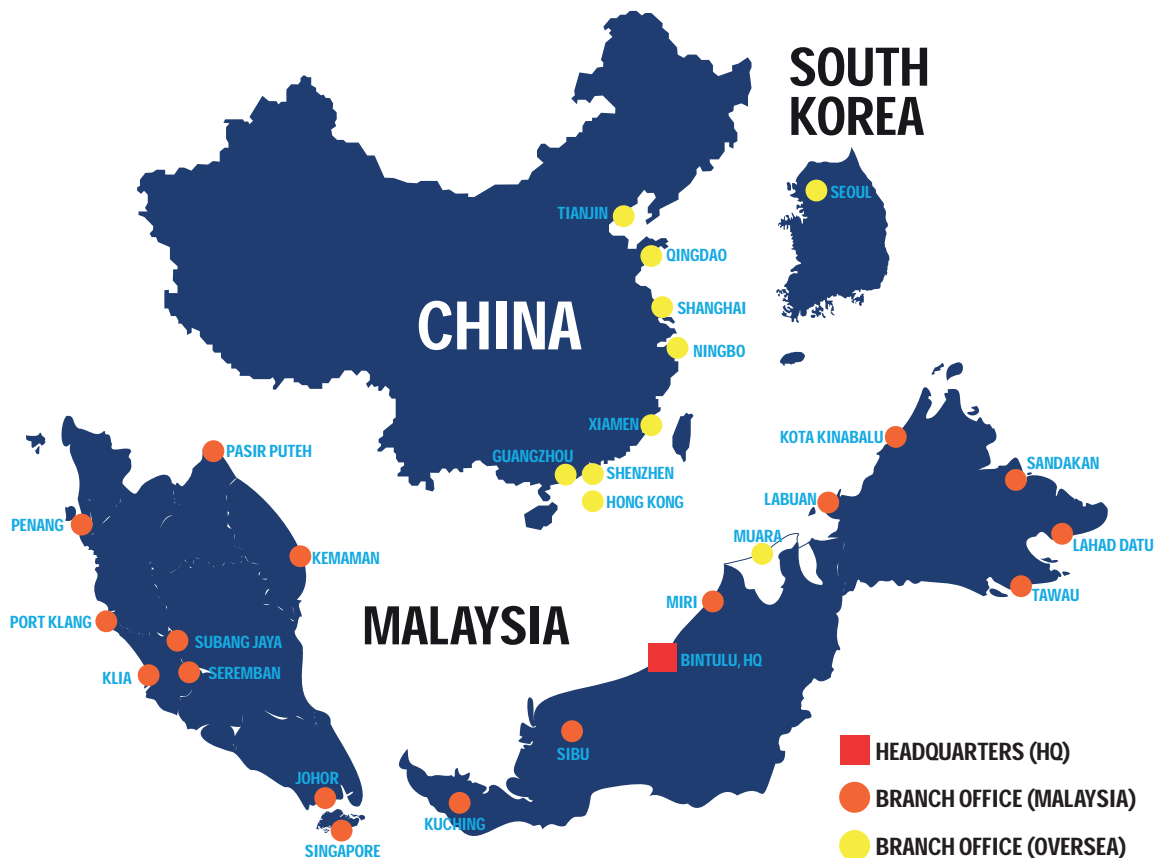 SOUTH
KOREA
SEOUL
TIANJIN
QINGDAO
CHINA
SHANGHAI
NINGBO
XIAMEN
GUANGZHOU
SHENZHEN
HONG KONG
KOTA KINABALU
SANDAKAN
LABUAN
MUARA
LAHAD DATU
TAWAU
MIRI
BINTULU, HQ
SIBU
KUCHING
PASIR PUTEH
PENANG
KEMAMAN
MALAYSIA
PORT KLANG
SUBANG JAYA
KLIA
SEREMBAN
JOHOR
SINGAPORE
HEADQUARTERS (HQ)
BRANCH OFFICE (MALAYSIA)
BRANCH OFFICE (OVERSEA)